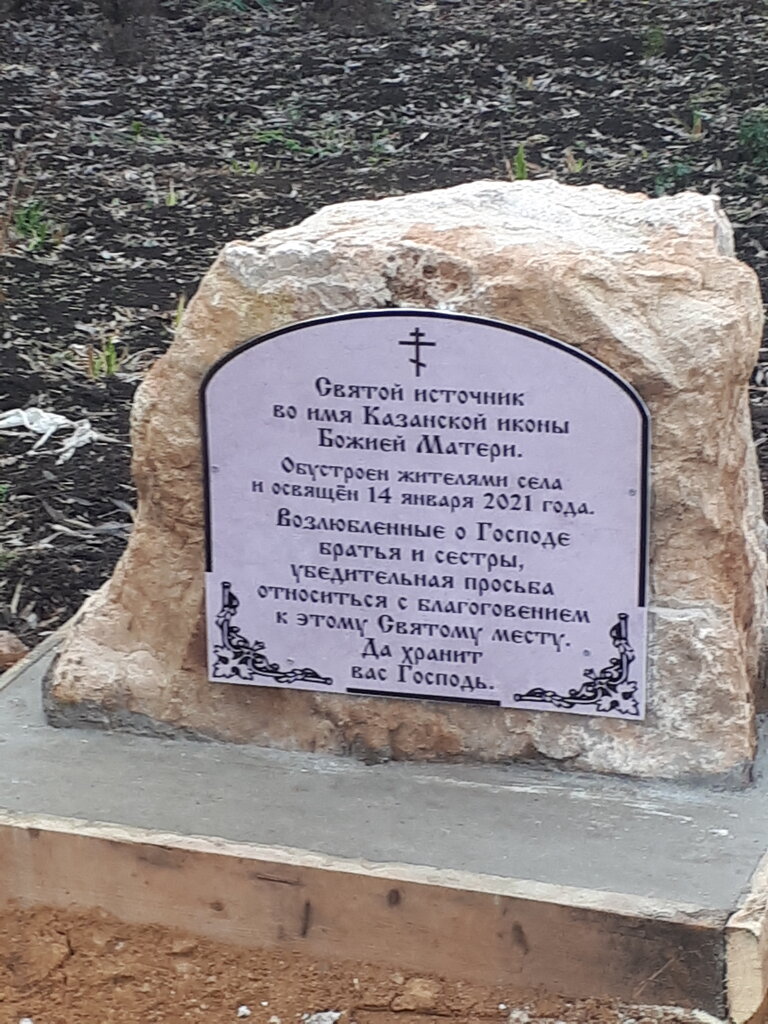 Святой источник
во имя Казанской иконы
Божией Матери.
Обустроен жителями села
и освящён 14 января 2021 года.
Возлюбленные о Господе
братья и сестры,
убедительная просьба
относиться с благоговением
к этому Святому месту.
Да хранит
вас Господь.